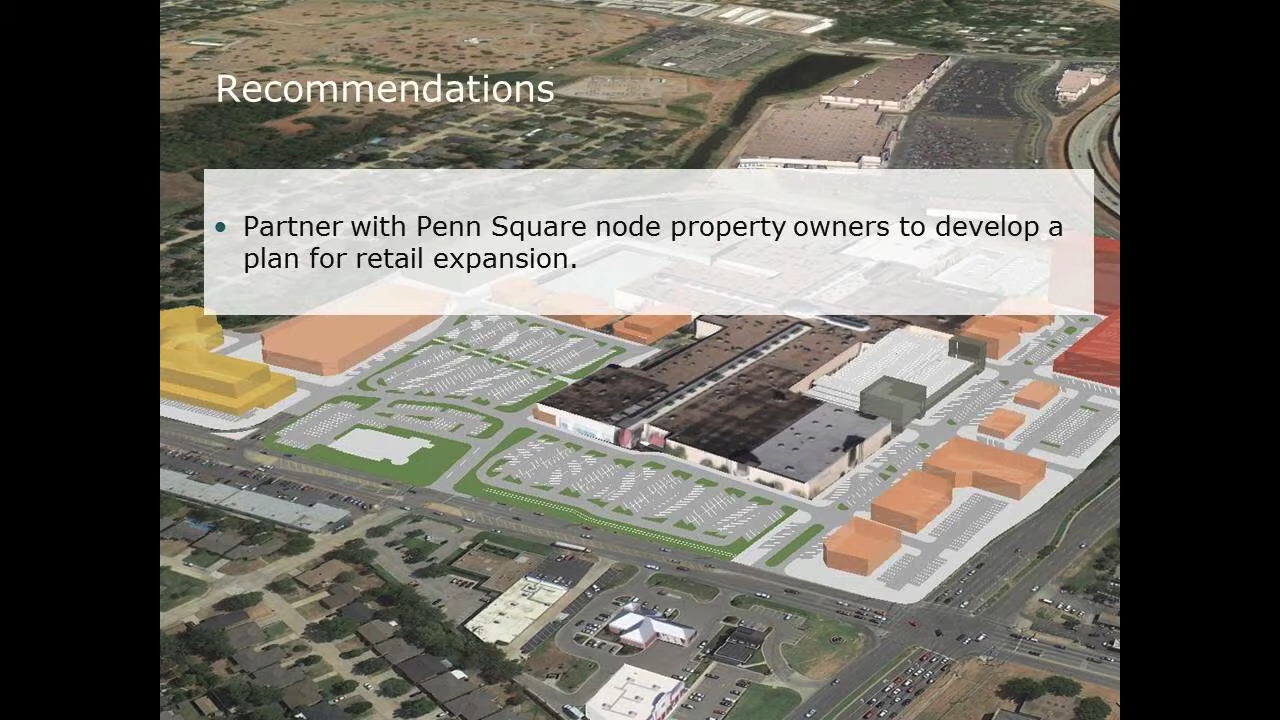 Recommendations
• Partner with Penn Square node property owners to develop a
plan for retail expansion.